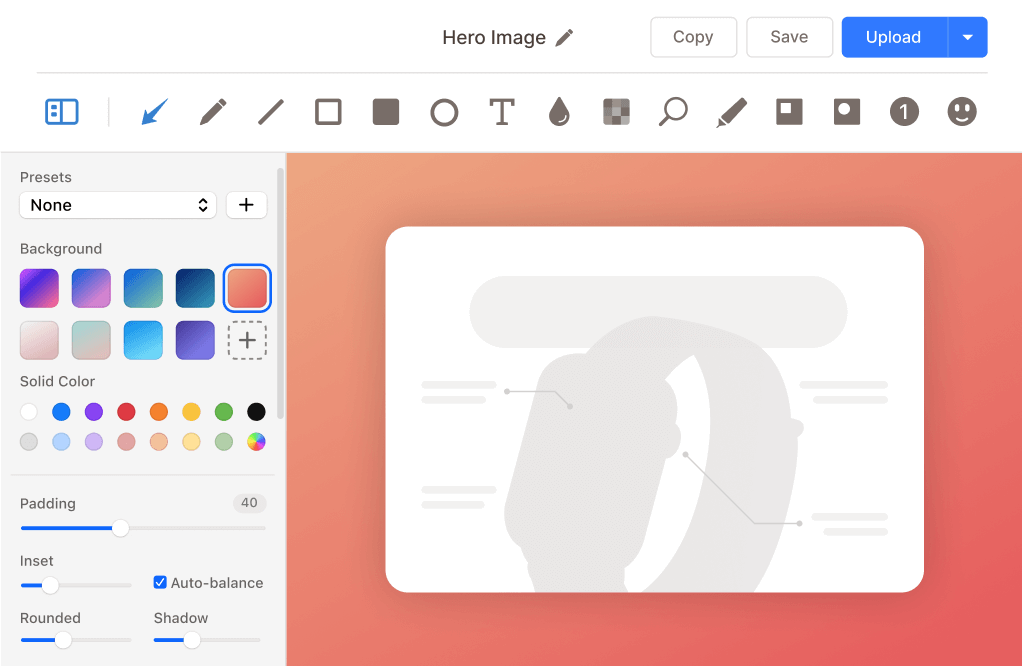 Hero Image
Copy
Save
Upload
T
1
Presets
None
Background
Solid Color
Padding
40
Inset
Auto-balance
Rounded
Shadow